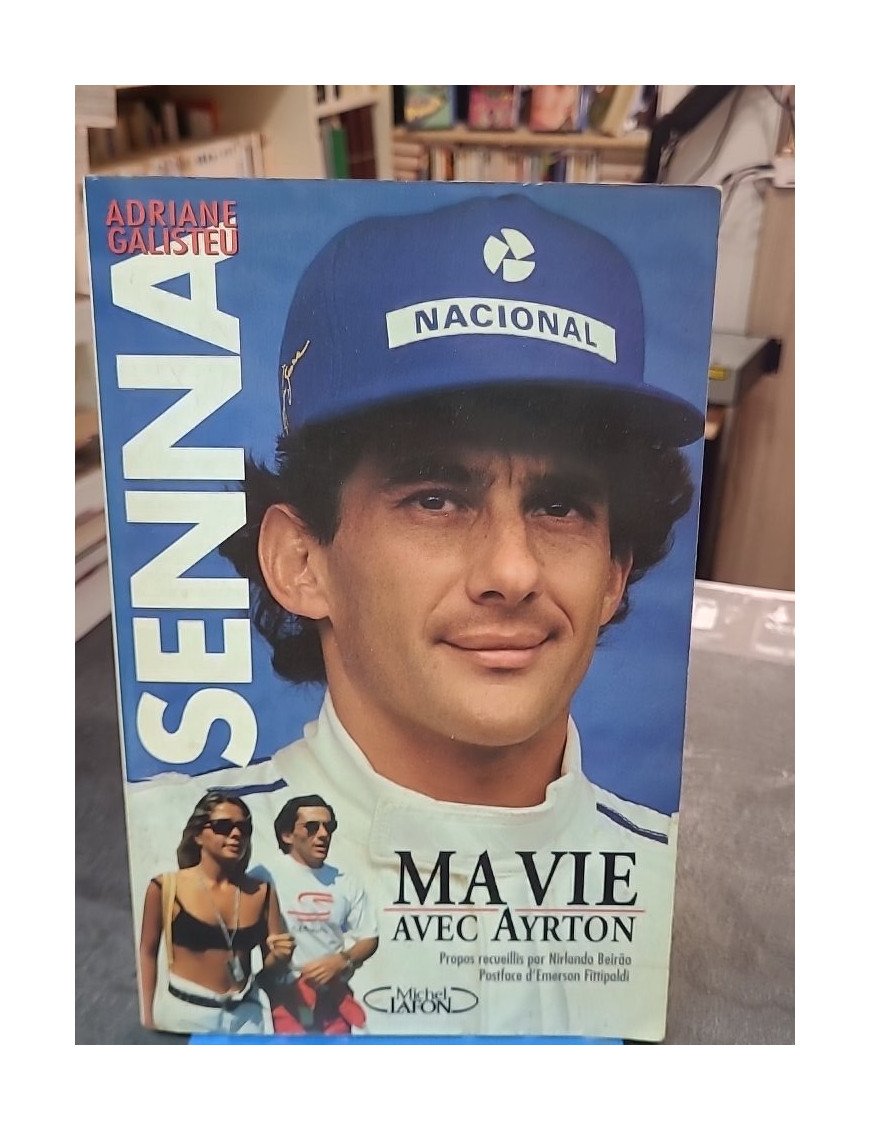 ADRIANE
GALISTEU
SENNA
NACIONAL
MA VIE
AVEC AYRTON
Propos recueillis par Nirlando Beirão
Postface d'Emerson Fittipaldi
Michel
LAFON